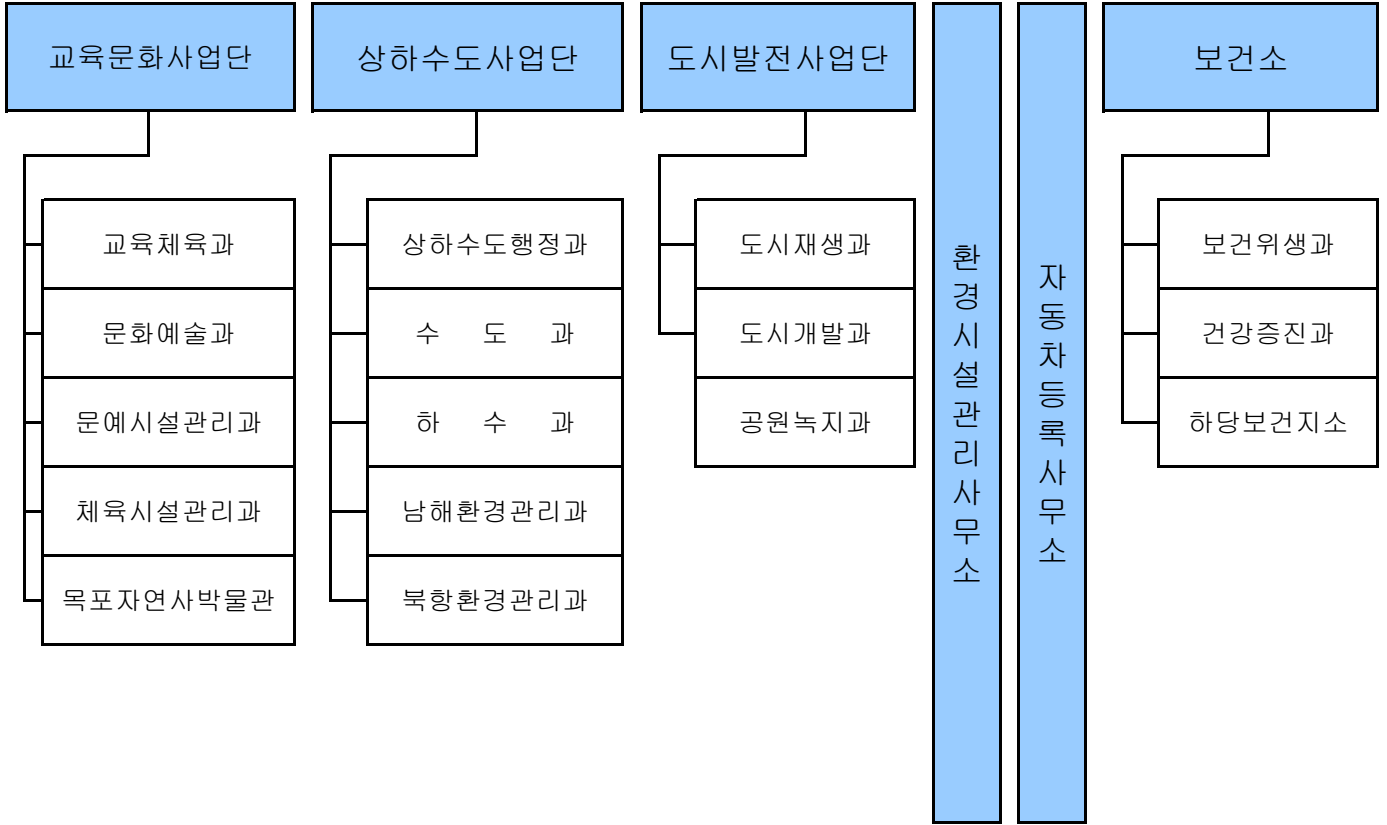 교육문화사업단
교육체육과
문화예술과
문예시설관리과
체육시설관리과
목포자연사박물관
상하수도사업단
상하수도행정과
수 도 과
하 수 과
남해환경관리과
북항환경관리과
도시발전사업단
도시재생과
도시개발과
공원녹지과
환경시설관리사무소
자동차등록사무소
보건소
보건위생과
건강증진과
하당보건지소